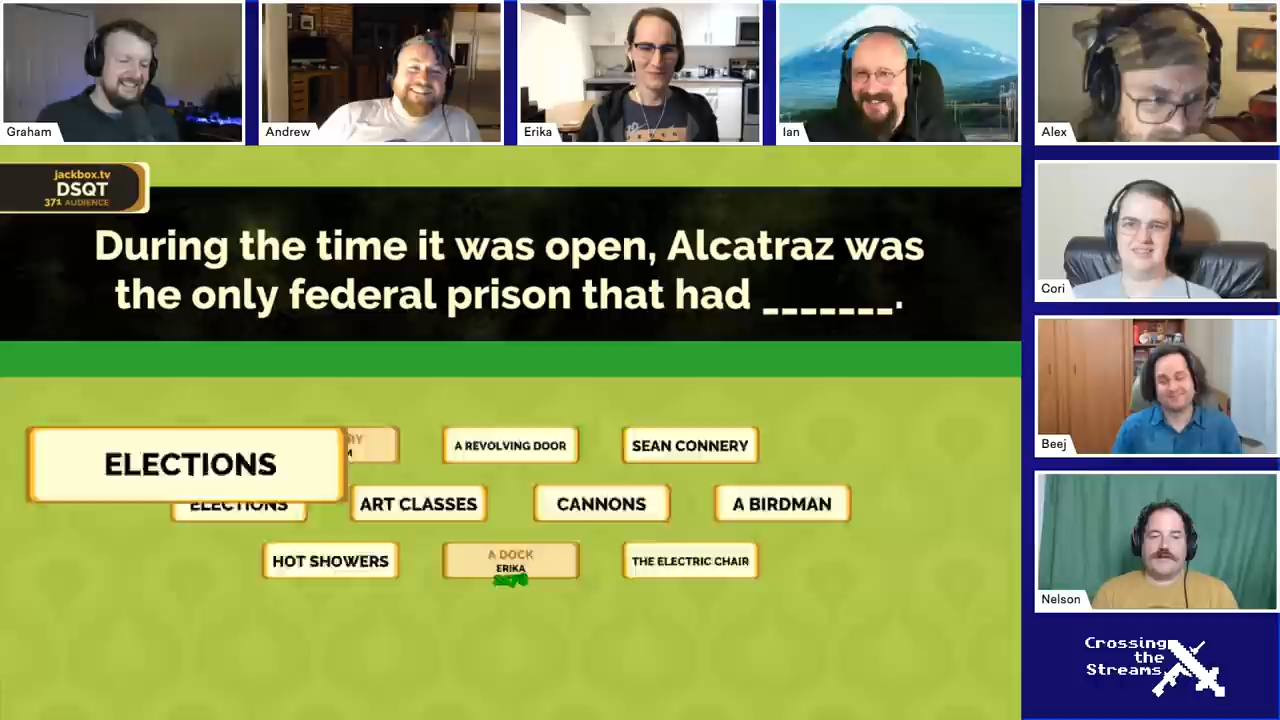 Graham
Andrew
Erika
Ian
Alex
jackbox.tv
DSQT
371 AUDIENCE
During the time it was open, Alcatraz was
the only federal prison that had _______.
Cori
Beej
ELECTIONS
A REVOLVING DOOR
SEAN CONNERY
ELECTIONS
ART CLASSES
CANNONS
A BIRDMAN
HOT SHOWERS
A DOCK
ERIKA
THE ELECTRIC CHAIR
Nelson
Crossing
the
Streams